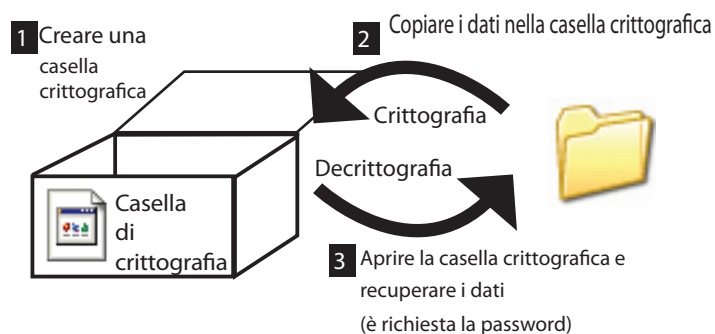 1 Creare una
casella
crittografica
2 Copiare i dati nella casella crittografica
Crittografia
Decrittografia
Casella
di
crittografia
3 Aprire la casella crittografica e
recuperare i dati
(è richiesta la password)